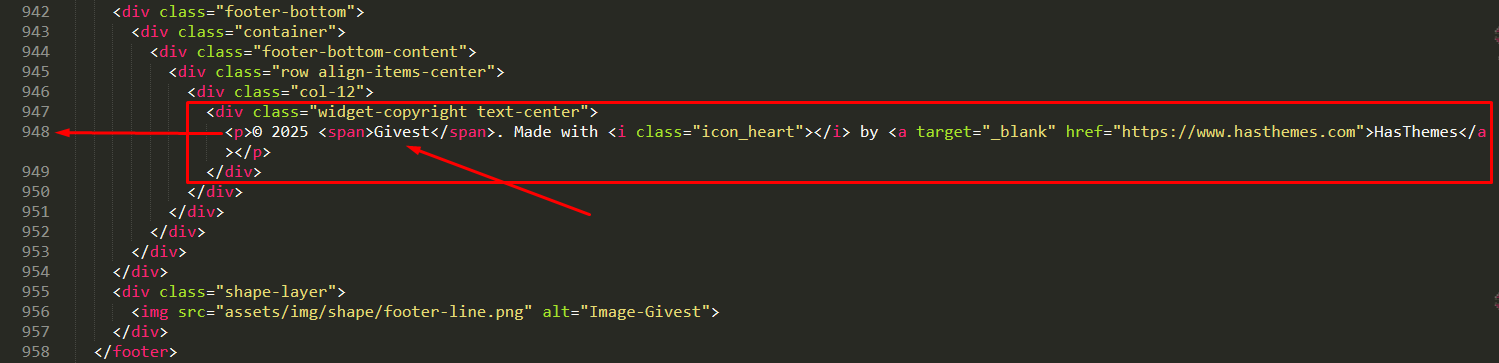 942 <div class="footer-bottom">
943 <div class="container">
944 <div class="footer-bottom-content">
945 <div class="row align-items-center">
946 <div class="col-12">
947 <div class="widget-copyright text-center">
948 <p>© 2025 <span>Givest</span>. Made with <i class="icon_heart"></i> by <a target="_blank" href="https://www.hasthemes.com">HasThemes</a
></p>
949 </div>
950 </div>
951 </div>
952 </div>
953 </div>
954 </div>
955 <div class="shape-layer">
956 <img src="assets/img/shape/footer-line.png" alt="Image-Givest">
957 </div>
958 </footer>